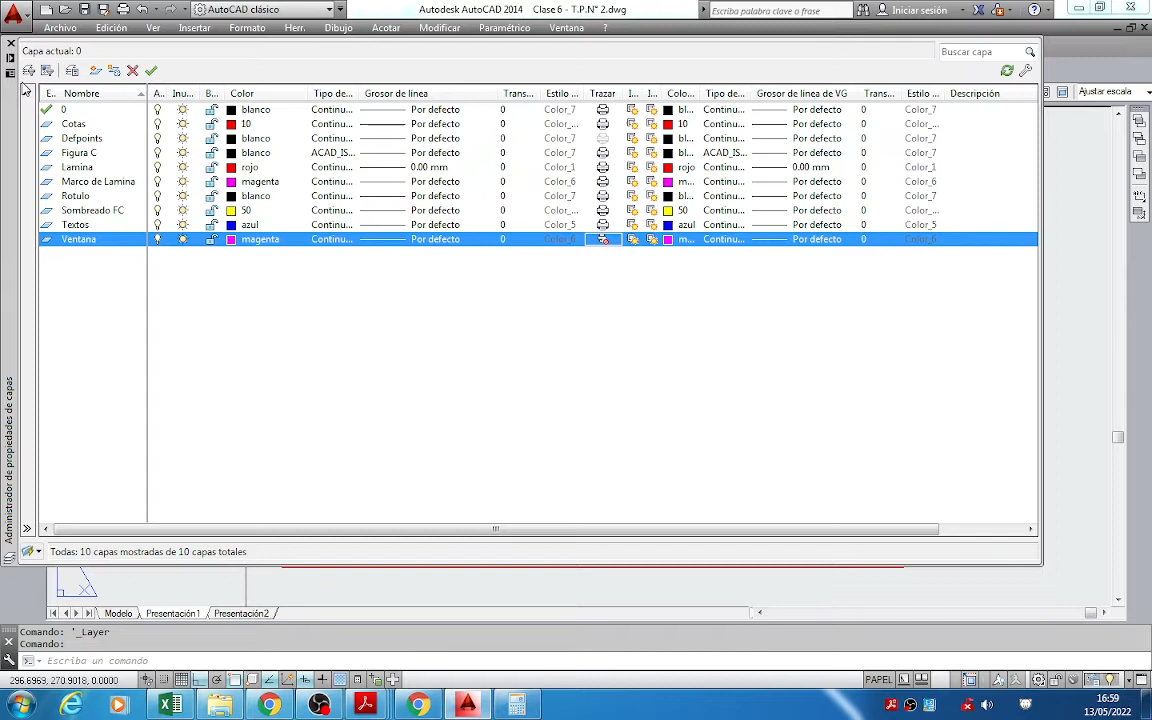 AutoCAD clásico Autodesk AutoCAD 2014 Clase 6 - T.P.N° 2.dwg Escriba palabra clave o frase Iniciar sesión
Archivo Edición Ver Insertar Formato Herr. Dibujo Acotar Modificar Paramétrico Ventana ?
Capa actual: 0 Buscar capa
Ajustar escala
E.. Nombre A.. Inu... B.. Color Tipo de... Grosor de línea Trans... Estilo ... Trazar I... I... Colo... Tipo de... Grosor de línea de VG Trans... Estilo ... Descripción
0 blanco Continu... Por defecto 0 Color_7 bl... Continu... Por defecto 0 Color_7
Cotas 10 Continu... Por defecto 0 Color_... 10 Continu... Por defecto 0 Color_...
Defpoints blanco Continu... Por defecto 0 Color_7 bl... Continu... Por defecto 0 Color_7
Figura C blanco ACAD_IS... Por defecto 0 Color_7 bl... ACAD_IS... Por defecto 0 Color_7
Lamina rojo Continu... 0.00 mm 0 Color_1 rojo Continu... 0.00 mm 0 Color_1
Marco de Lamina magenta Continu... Por defecto 0 Color_6 m... Continu... Por defecto 0 Color_6
Rotulo blanco Continu... Por defecto 0 Color_7 bl... Continu... Por defecto 0 Color_7
Sombreado FC 50 Continu... Por defecto 0 Color_... 50 Continu... Por defecto 0 Color_...
Textos azul Continu... Por defecto 0 Color_5 azul Continu... Por defecto 0 Color_5
Ventana magenta Continu... Por defecto 0 Color_6 m... Continu... Por defecto 0 Color_6
Administrador de propiedades de capas
Todas: 10 capas mostradas de 10 capas totales
Modelo Presentación1 Presentación2
Comando: '_Layer
Comando:
Escriba un comando
296.6969, 270.9018, 0.0000 PAPEL
16:59
13/05/2022